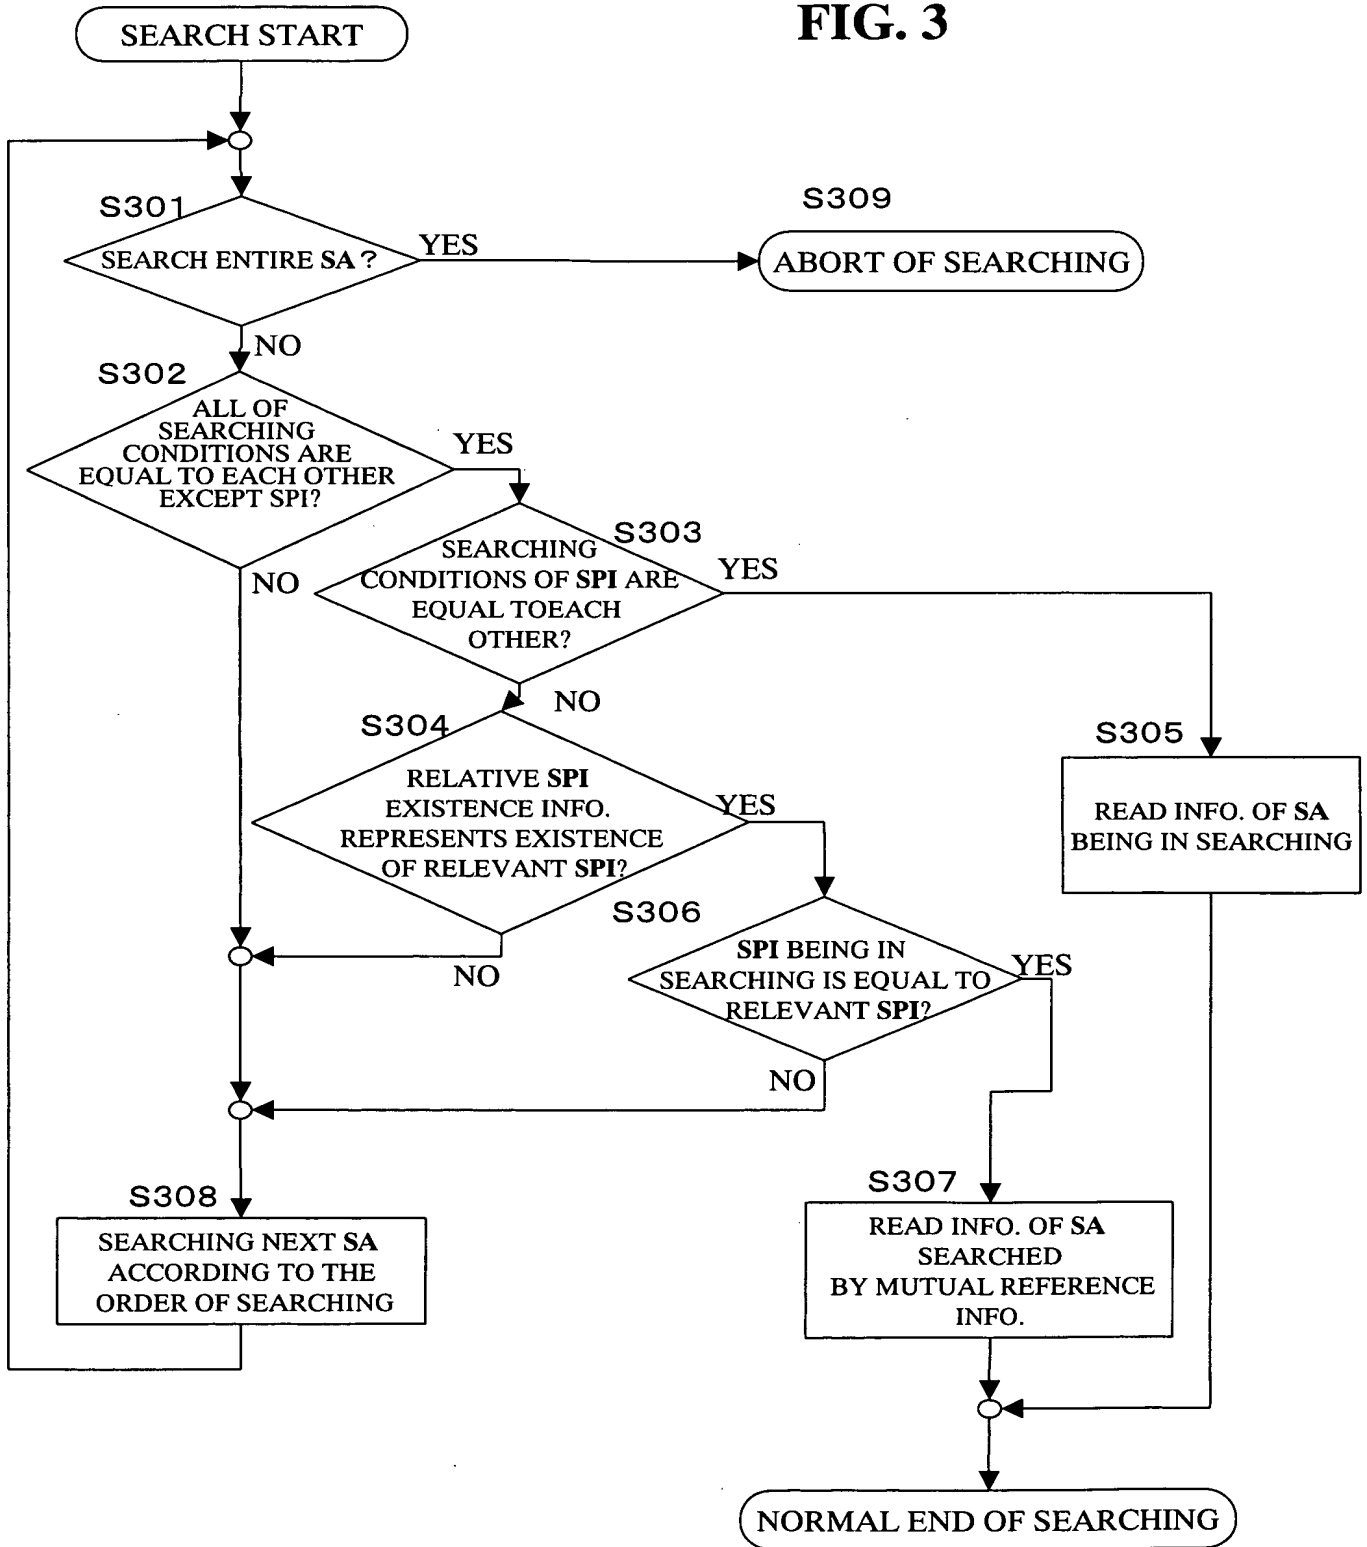 FIG. 3
SEARCH START
S301
SEARCH ENTIRE SA?
YES
S309
ABORT OF SEARCHING
NO
S302
ALL OF
SEARCHING
CONDITIONS ARE
EQUAL TO EACH OTHER
EXCEPT SPI?
YES
NO
S303
SEARCHING
CONDITIONS OF SPI ARE
EQUAL TOEACH
OTHER?
YES
NO
S304
RELATIVE SPI
EXISTENCE INFO.
REPRESENTS EXISTENCE
OF RELEVANT SPI?
YES
NO
S305
READ INFO. OF SA
BEING IN SEARCHING
S306
SPI BEING IN
SEARCHING IS EQUAL TO
RELEVANT SPI?
YES
NO
S307
READ INFO. OF SA
SEARCHED
BY MUTUAL REFERENCE
INFO.
S308
SEARCHING NEXT SA
ACCORDING TO THE
ORDER OF SEARCHING
NORMAL END OF SEARCHING